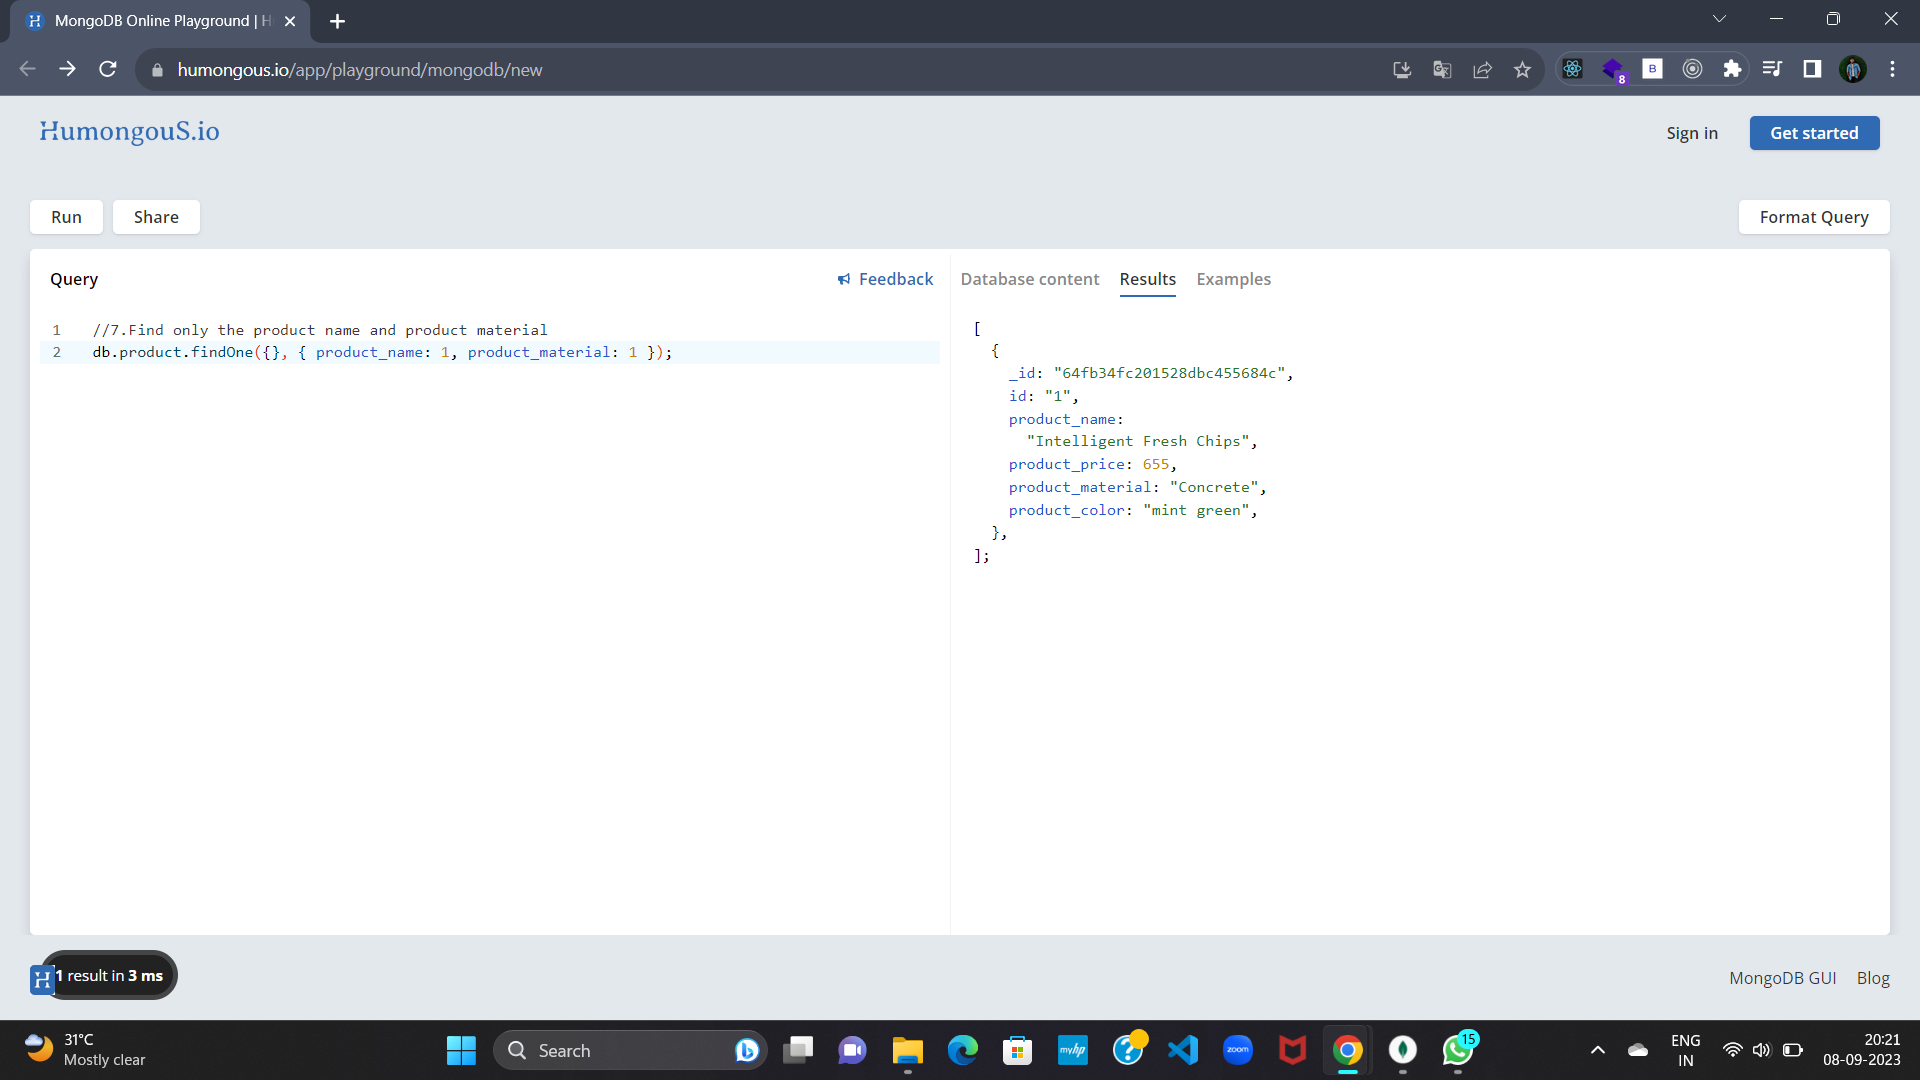 MongoDB Online Playground | H
humongous.io/app/playground/mongodb/new
8
B
HumongouS.io
Sign in
Get started
Run
Share
Format Query
Query
Feedback
Database content
Results
Examples
1 //7.Find only the product name and product material
2 db.product.findOne({}, { product_name: 1, product_material: 1 });
[
{
_id: "64fb34fc201528dbc455684c",
id: "1",
product_name:
"Intelligent Fresh Chips",
product_price: 655,
product_material: "Concrete",
product_color: "mint green",
},
];
H
1 result in 3 ms
MongoDB GUI
Blog
31°C
Mostly clear
Search
myhp
zoom
15
ENG
IN
20:21
08-09-2023